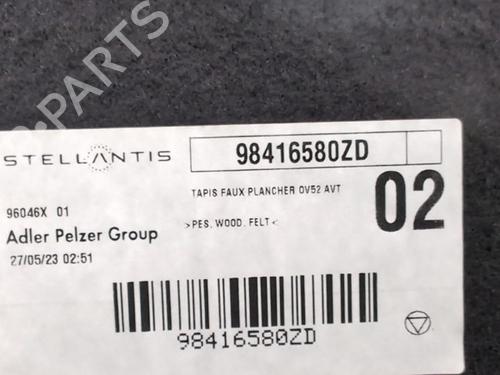 B-PARTS
STELLANTIS
98416580ZD
TAPIS FAUX PLANCHER OV52 AVT
02
96046X 01
>PES, WOOD. FELT<
Adler Pelzer Group
27/05/23 02:51
98416580ZD